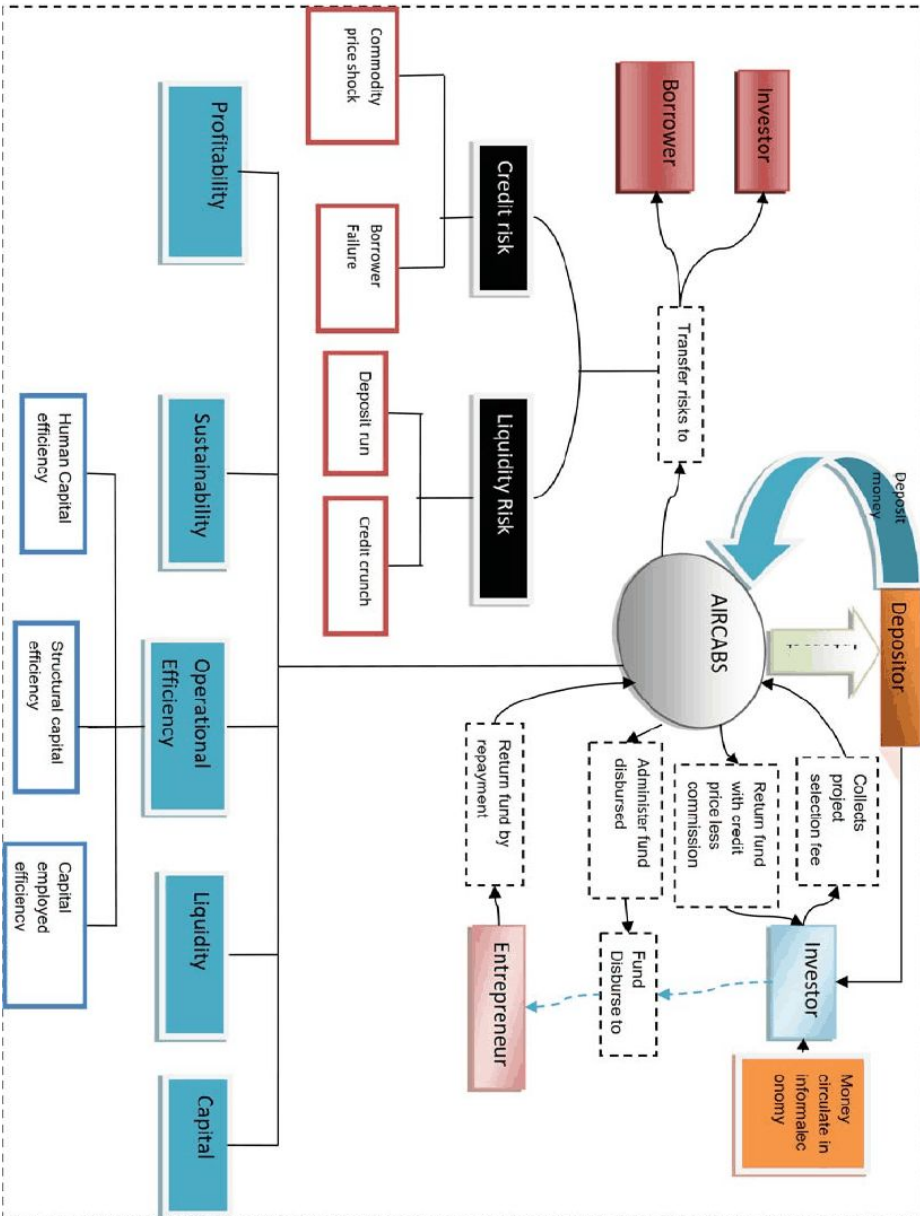 Deposit
money
Depositor
Collects
project
selection fee
Investor
Money
circulate in
informalec
onomy
Investor
Borrower
Transfer risks to
AIRCABS
Return fund
with credit
price less
commission
Administer fund
disbursed
Fund
Disburse to
Return fund by
repayment
Entrepreneur
Credit risk
Liquidity Risk
Commodity
price shock
Borrower
Failure
Deposit run
Credit crunch
Profitability
Sustainability
Operational
Efficiency
Liquidity
Capital
Human Capital
efficiency
Structural capital
efficiency
Capital
employed
efficiency